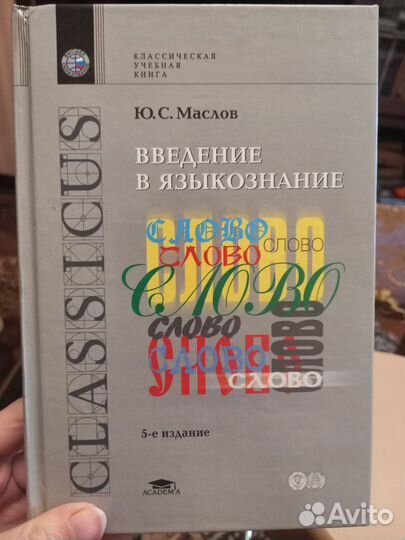 КЛАССИЧЕСКАЯ
УЧЕБНАЯ
КНИГА
CLASSICUS
Ю. С. Маслов
ВВЕДЕНИЕ
В ЯЗЫКОЗНАНИЕ
СЛОВО
СЛОВО
СЛОВО
СЛОВО
СЛОВО
СЛОВО
СЛОВО
СЛОВО
СЛОВО
5-е издание
ACADEMA
Avito